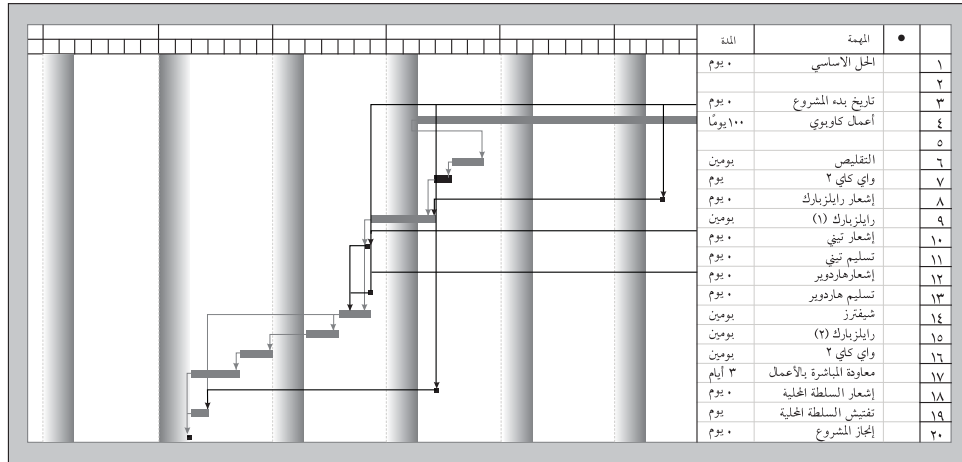 ● المهمة المدة
١ الحل الاساسي ٠ يوم
٢
٣ تاريخ بدء المشروع ٠ يوم
٤ أعمال كاوبوي ١٠٠ يومًا
٥
٦ التقليص يومين
٧ واي كاي ٢ يوم
٨ إشعار رايلزبارك ٠ يوم
٩ رايلزبارك (١) يومين
١٠ إشعار تيني ٠ يوم
١١ تسليم تيني ٠ يوم
١٢ إشعارهاردوير ٠ يوم
١٣ تسليم هاردوير ٠ يوم
١٤ شيفترز يومين
١٥ رايلزبارك (٢) يومين
١٦ واي كاي ٢ يومين
١٧ معاودة المباشرة بالأعمال ٣ أيام
١٨ إشعار السلطة المحلية ٠ يوم
١٩ تفتيش السلطة المحلية يوم
٢٠ إنجاز المشروع ٠ يوم